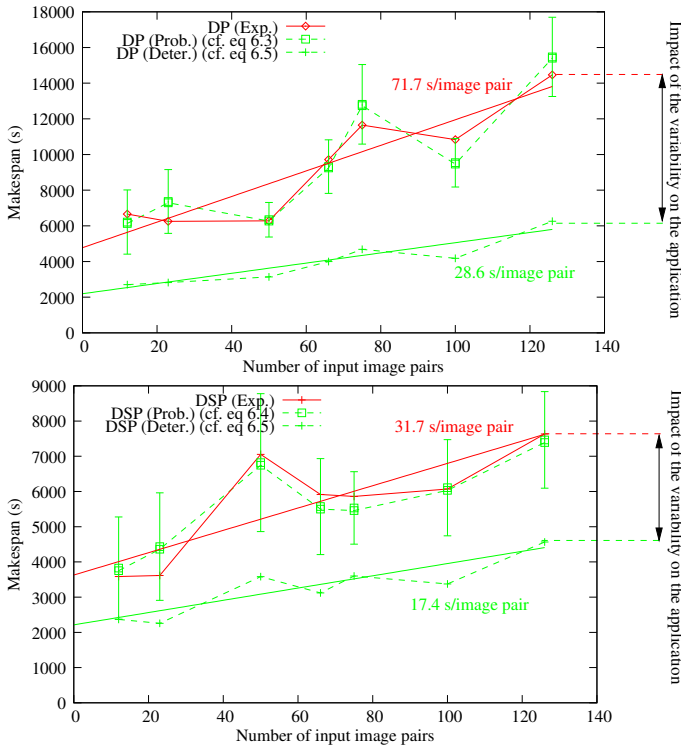 DP (Exp.)
DP (Prob.) (cf. eq 6.3)
DP (Deter.) (cf. eq 6.5)
18000
16000
14000
12000
10000
8000
6000
4000
2000
0
Makespan (s)
71.7 s/image pair
28.6 s/image pair
0 20 40 60 80 100 120 140
Number of input image pairs
Impact of the variability on the application
DSP (Exp.)
DSP (Prob.) (cf. eq 6.4)
DSP (Deter.) (cf. eq 6.5)
9000
8000
7000
6000
5000
4000
3000
2000
1000
0
Makespan (s)
31.7 s/image pair
17.4 s/image pair
0 20 40 60 80 100 120 140
Number of input image pairs
Impact of the variability on the application